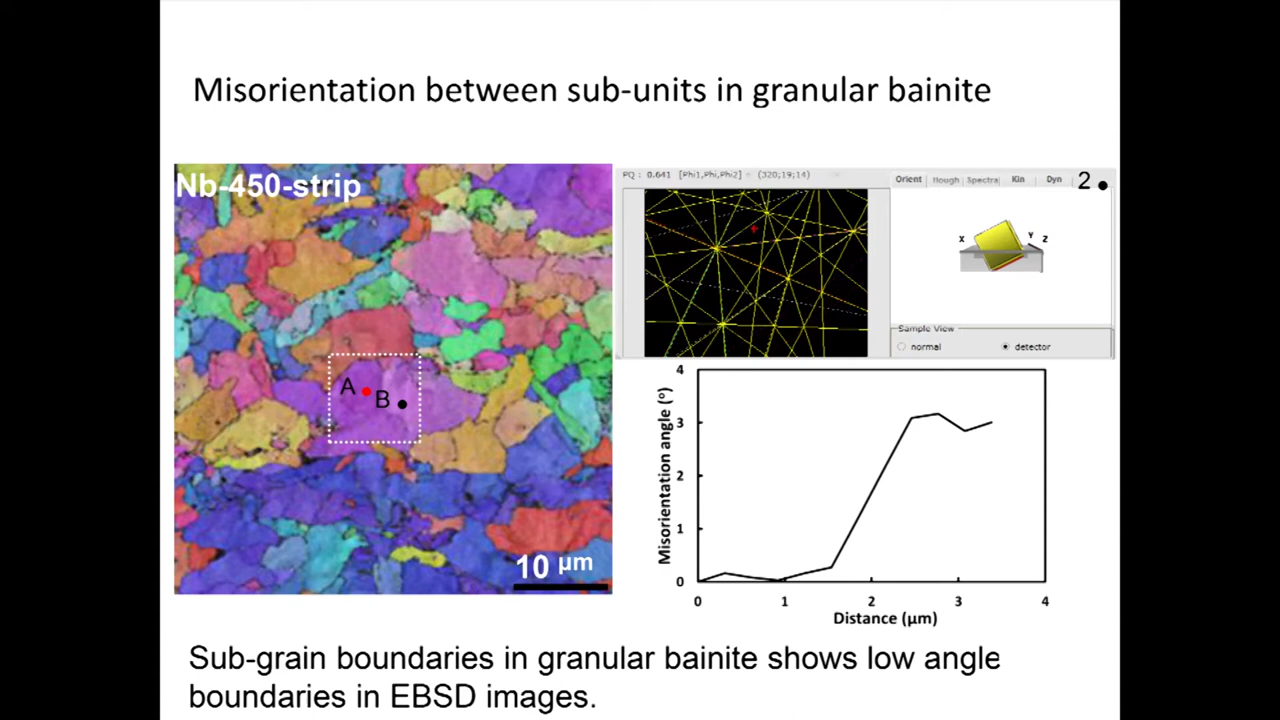 Misorientation between sub-units in granular bainite
Nb-450-strip
A
B
10 µm
PQ : 0.641 [Phi1,Phi,Phi2] = (320;19;14)
Orient Hough Spectra Kin Dyn 2
X Y Z
Sample View
normal detector
Misorientation angle (°)
4
3
2
1
0
0 1 2 3 4
Distance (µm)
Sub-grain boundaries in granular bainite shows low angle
boundaries in EBSD images.